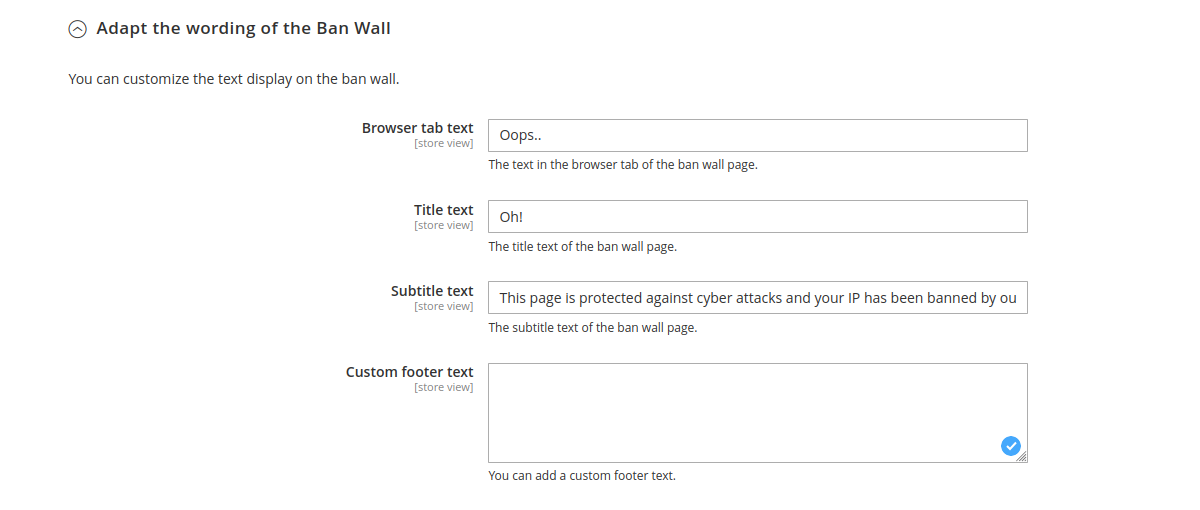 Adapt the wording of the Ban Wall
You can customize the text display on the ban wall.
Browser tab text
[store view]
Oops..
The text in the browser tab of the ban wall page.
Title text
[store view]
Oh!
The title text of the ban wall page.
Subtitle text
[store view]
This page is protected against cyber attacks and your IP has been banned by ou
The subtitle text of the ban wall page.
Custom footer text
[store view]
You can add a custom footer text.